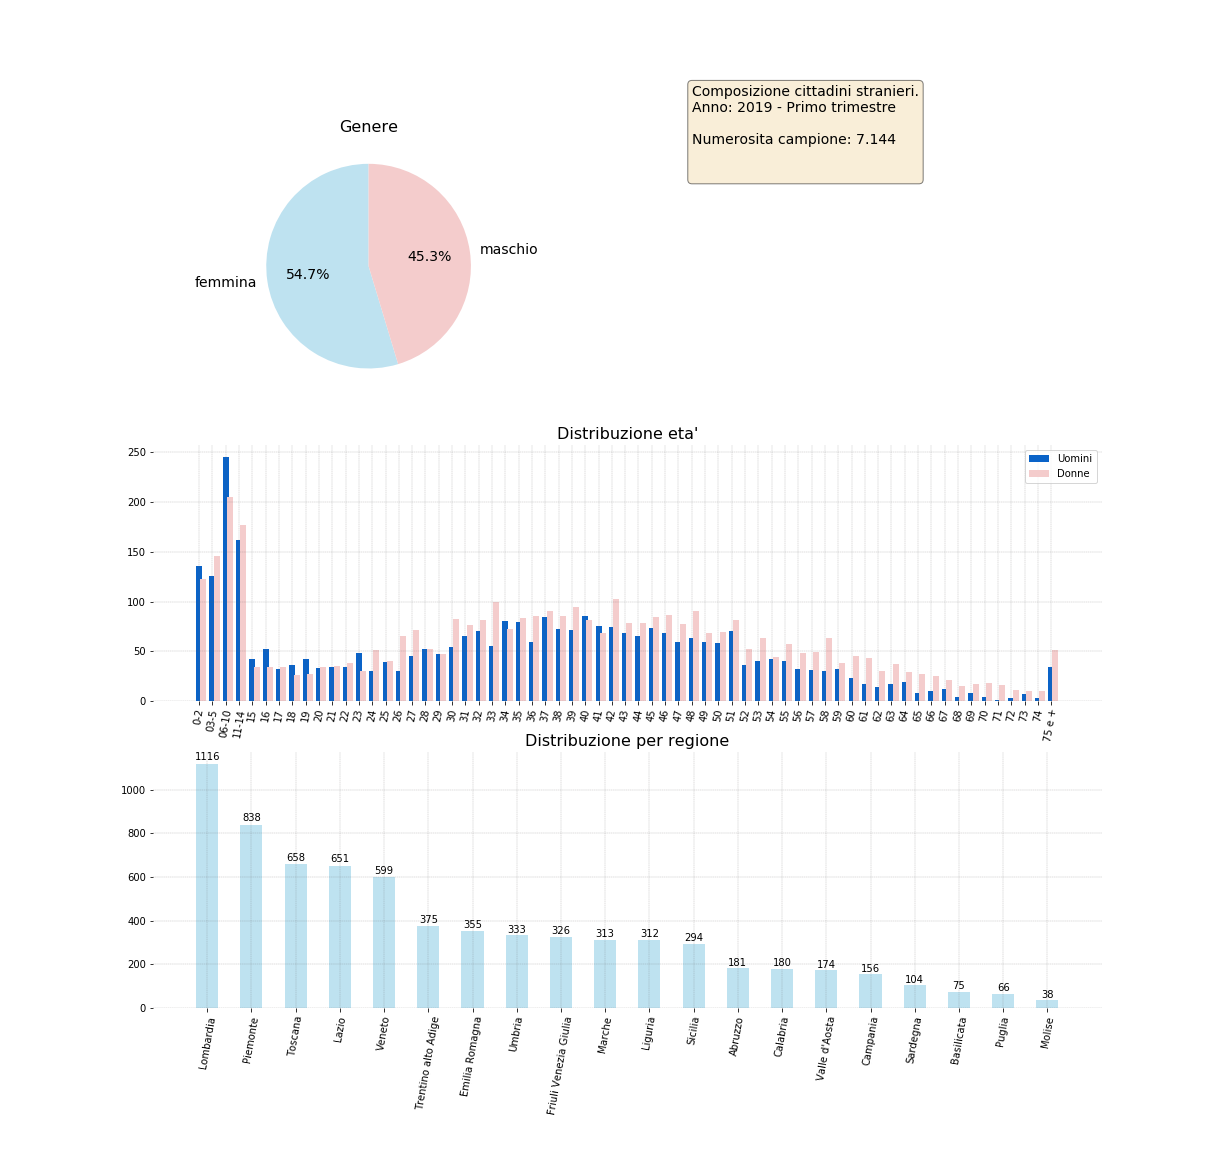 Composizione cittadini stranieri.
Anno: 2019 - Primo trimestre
Numerosita campione: 7.144
Genere
femmina
54.7%
45.3%
maschio
Distribuzione eta'
Uomini
Donne
250
200
150
100
50
0
0-2 03-5 06-10 11-14 15 16 17 18 19 20 21 22 23 24 25 26 27 28 29 30 31 32 33 34 35 36 37 38 39 40 41 42 43 44 45 46 47 48 49 50 51 52 53 54 55 56 57 58 59 60 61 62 63 64 65 66 67 68 69 70 71 72 73 74 75 e +
Distribuzione per regione
1000
800
600
400
200
0
1116 838 658 651 599 375 355 333 326 313 312 294 181 180 174 156 104 75 66 38
Lombardia
Piemonte
Toscana
Lazio
Veneto
Trentino alto Adige
Emilia Romagna
Umbria
Friuli Venezia Giulia
Marche
Liguria
Sicilia
Abruzzo
Calabria
Valle d'Aosta
Campania
Sardegna
Basilicata
Puglia
Molise